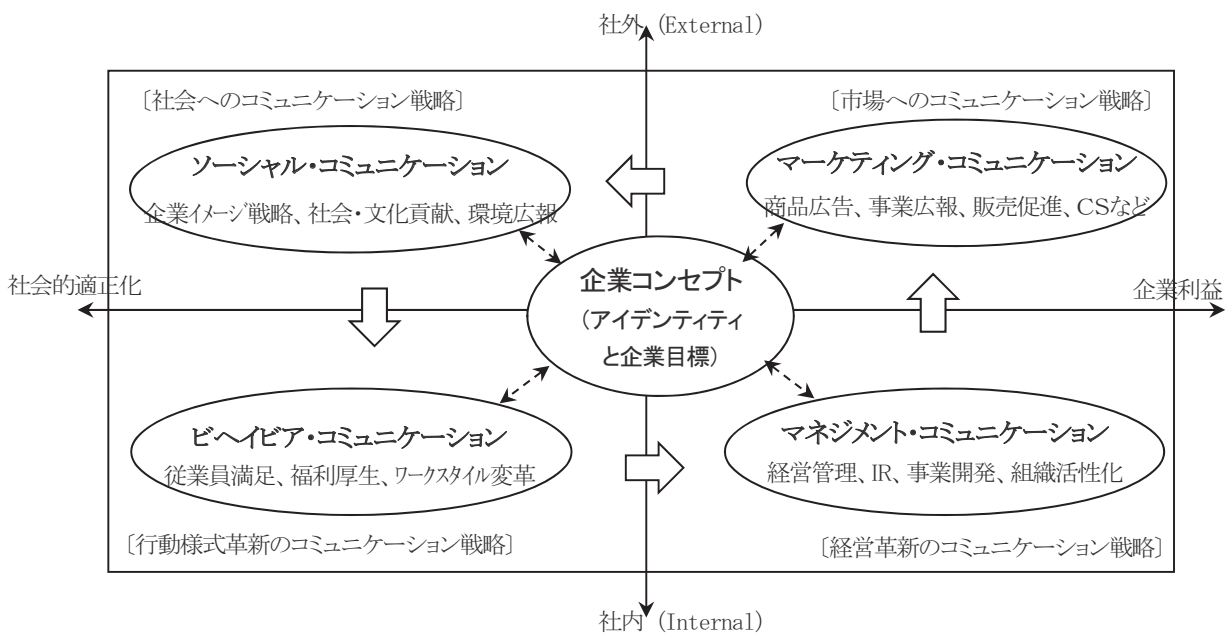 社外 (External)
〔社会へのコミュニケーション戦略〕
〔市場へのコミュニケーション戦略〕
ソーシャル・コミュニケーション
企業イメージ戦略、社会・文化貢献、環境広報
マーケティング・コミュニケーション
商品広告、事業広報、販売促進、CSなど
社会的適正化
企業コンセプト
(アイデンティティ
と企業目標)
企業利益
ビヘイビア・コミュニケーション
従業員満足、福利厚生、ワークスタイル変革
マネジメント・コミュニケーション
経営管理、IR、事業開発、組織活性化
〔行動様式革新のコミュニケーション戦略〕
〔経営革新のコミュニケーション戦略〕
社内 (Internal)